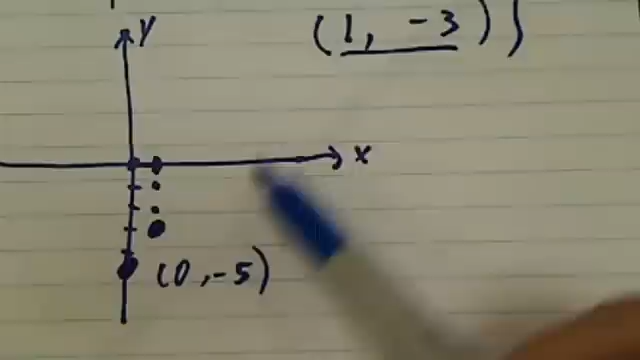 (1, -3))
y
x
(0, -5)